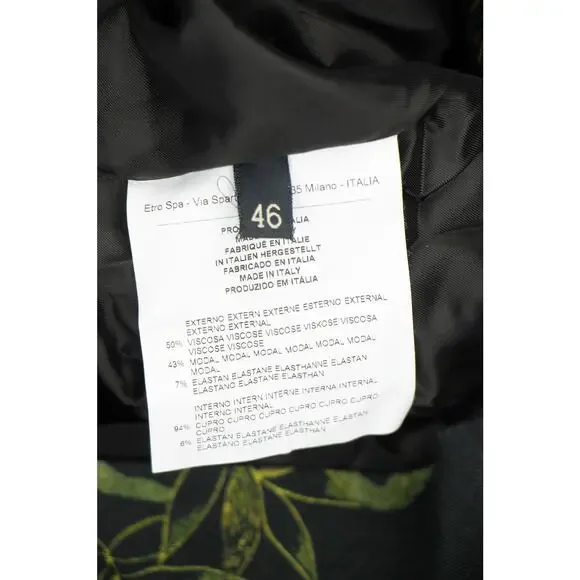 Etro Spa - Via Spar 35 Milano - ITALIA
46
ALIA
MADE Y
FABRIQUÉ EN ITALIE
IN ITALIEN HERGESTELLT
FABRICADO EN ITALIA
MADE IN ITALY
PRODUZIDO EM ITÁLIA
EXTERNO EXTERN EXTERNE ESTERNO EXTERNAL
EXTERNO EXTERNAL
50% VISCOSA VISCOSE VISCOSE VISKOSE VISCOSA
VISCOSE VISCOSE
43% MODAL MODAL MODAL MODAL MODAL MODAL
MODAL
7% ELASTAN ELASTANE ELASTHANNE ELASTAN
ELASTANO ELASTANE ELASTHAN
INTERNO INTERN INTERNE INTERNA INTERNAL
INTERNO INTERNAL
94% CUPRO CUPRO CUPRO CUPRO CUPRO CUPRO
CUPRO
6% ELASTAN ELASTANE ELASTHANNE ELASTAN
ELASTANO ELASTANE ELASTHAN